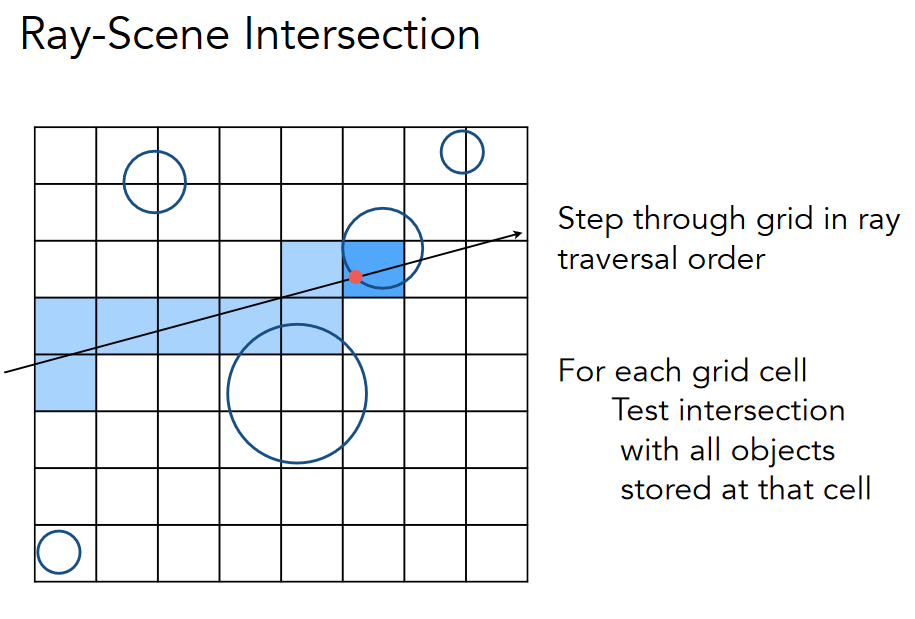 Ray-Scene Intersection
Step through grid in ray
traversal order
For each grid cell
Test intersection
with all objects
stored at that cell